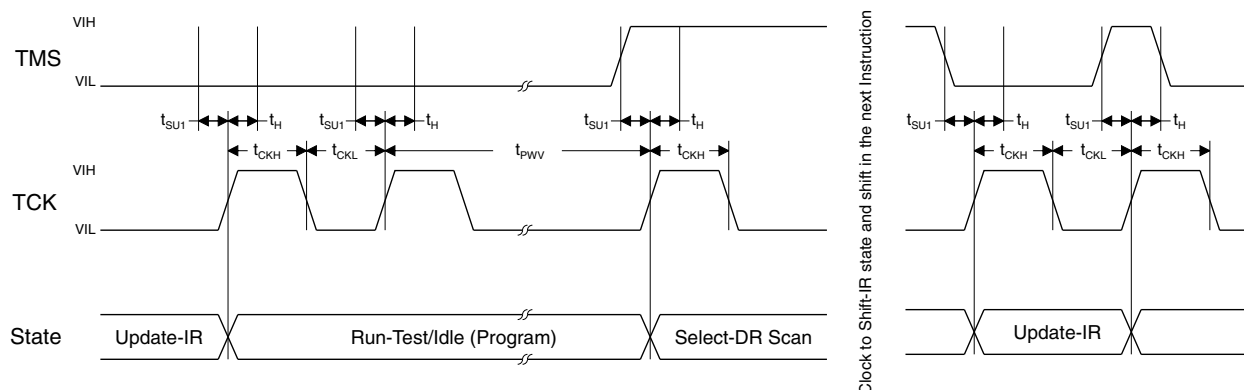 VIH
TMS
VIL
tSU1 tH tSU1 tH tSU1 tH tSU1 tH tSU1 tH
tCKH tCKL tPWV tCKH tCKH tCKL tCKH
VIH
TCK
VIL
State Update-IR Run-Test/Idle (Program) Select-DR Scan Update-IR
Clock to Shift-IR state and shift in the next Instruction